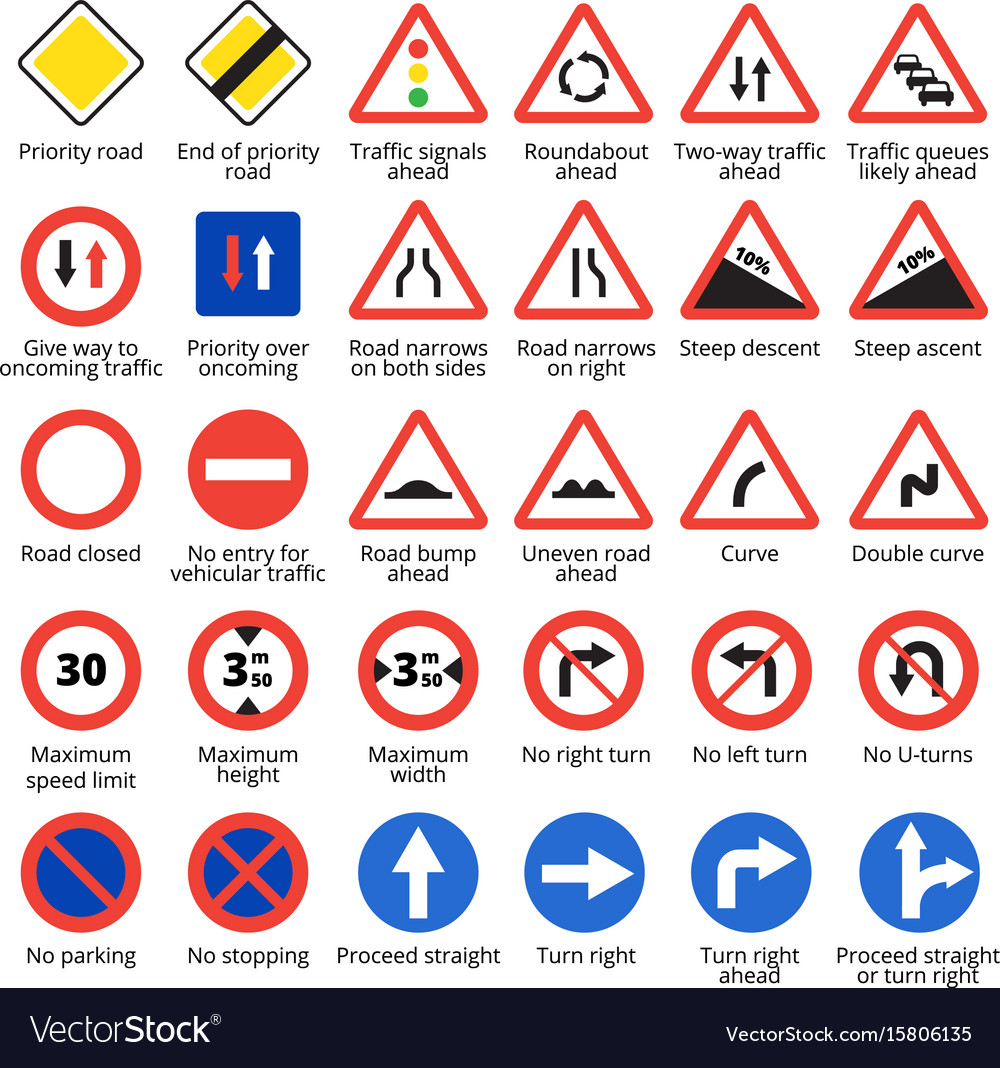 Priority road
End of priority
road
Traffic signals
ahead
Roundabout
ahead
Two-way traffic
ahead
Traffic queues
likely ahead
10%
10%
Give way to
oncoming traffic
Priority over
oncoming
Road narrows
on both sides
Road narrows
on right
Steep descent
Steep ascent
Road closed
No entry for
vehicular traffic
Road bump
ahead
Uneven road
ahead
Curve
Double curve
30
3 m 50
3 m 50
Maximum
speed limit
Maximum
height
Maximum
width
No right turn
No left turn
No U-turns
No parking
No stopping
Proceed straight
Turn right
Turn right
ahead
Proceed straight
or turn right
VectorStock®
VectorStock.com/15806135